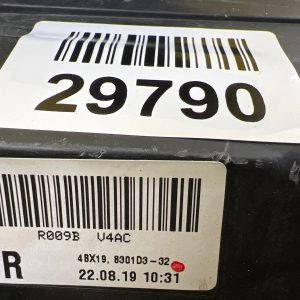 29790
R009B V4AC
R 4BX19, 8301D3-32
22.08.19 10:31